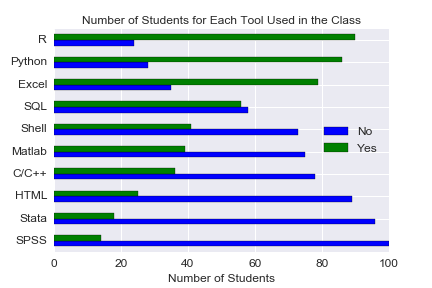 Number of Students for Each Tool Used in the Class
R
Python
Excel
SQL
Shell
Matlab
C/C++
HTML
Stata
SPSS
No
Yes
0 20 40 60 80 100
Number of Students